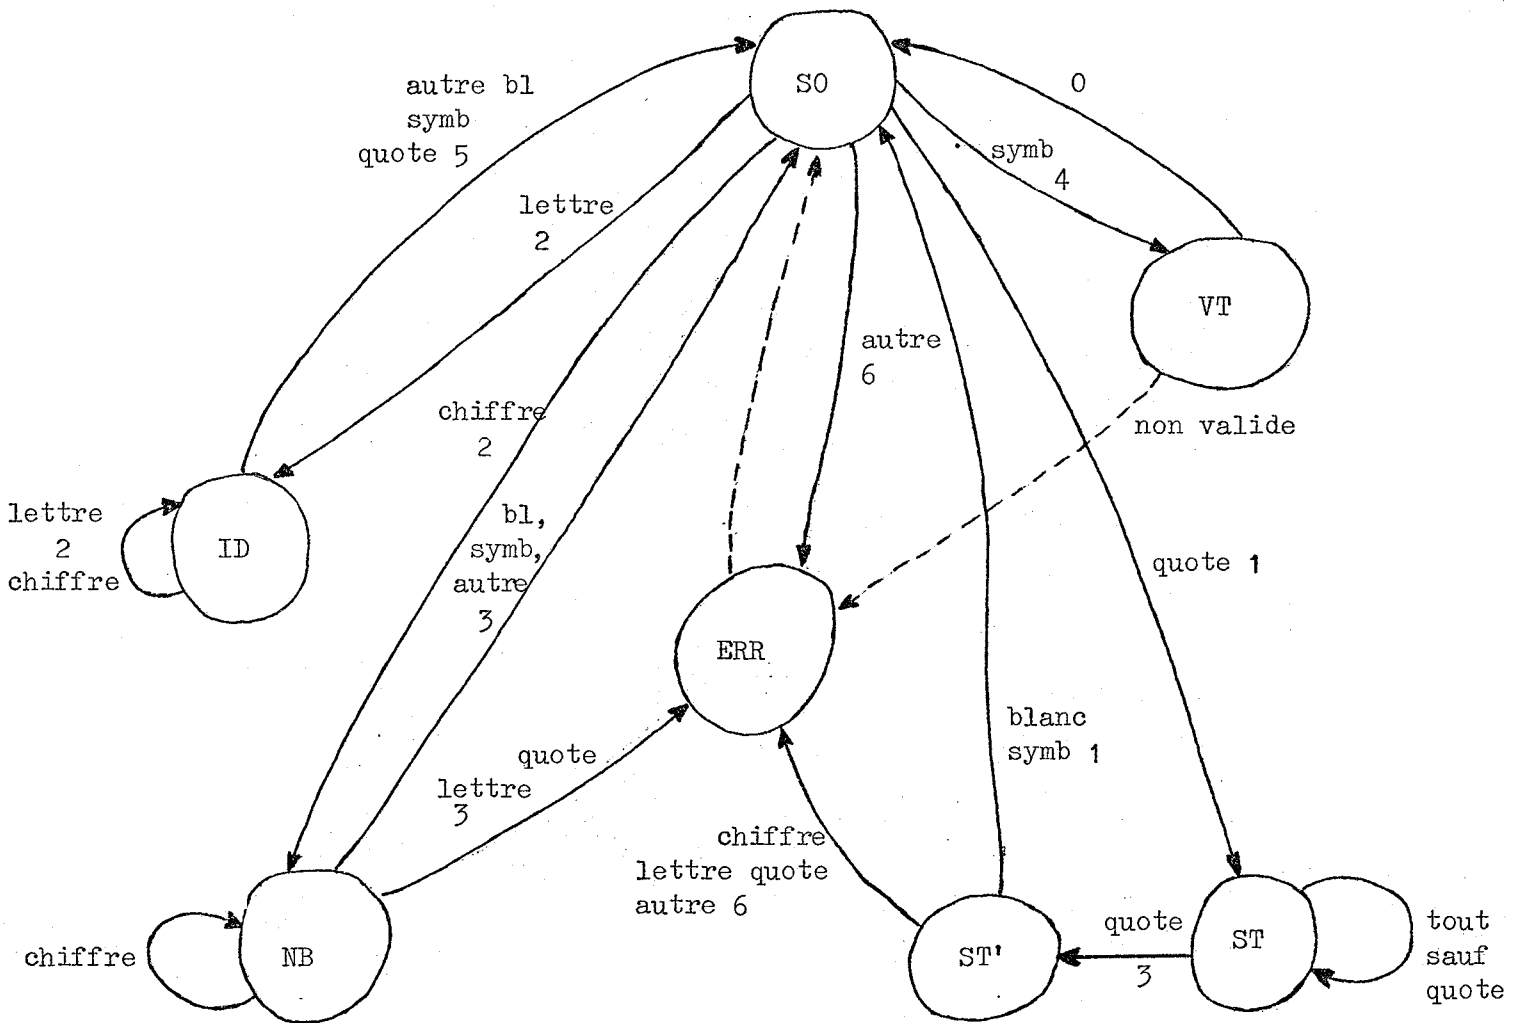 SO
autre bl
symb
quote 5
O
symb
4
lettre
2
VT
autre
6
chiffre
2
non valide
lettre
2
chiffre
ID
bl,
symb,
autre
3
quote 1
ERR
blanc
symb 1
quote
lettre
3
chiffre
lettre quote
autre 6
chiffre
NB
ST'
quote
3
ST
tout
sauf
quote